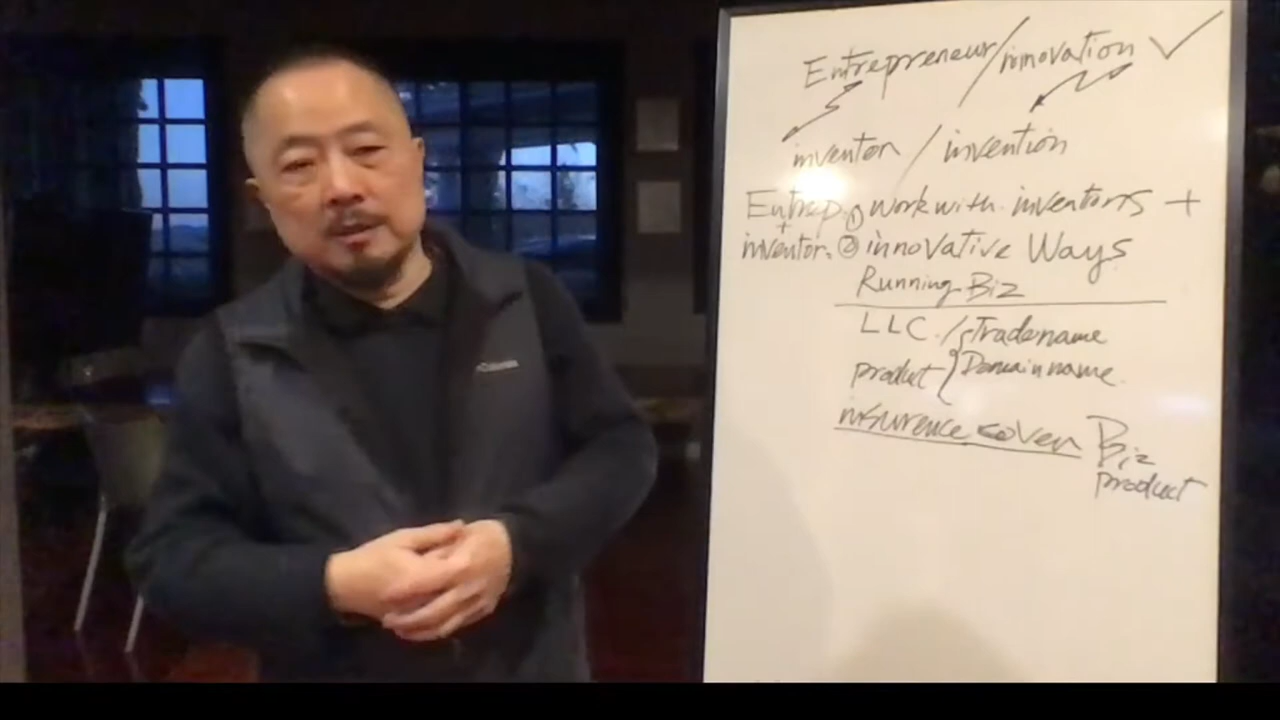 Entrepreneur/innovation ✓
inventor / invention
Entrep. ① work with inventors +
+
inventor. ② innovative Ways
Running Biz
LLC / { Tradename
product { Domain name.
insurence cover Biz
product
Columbia